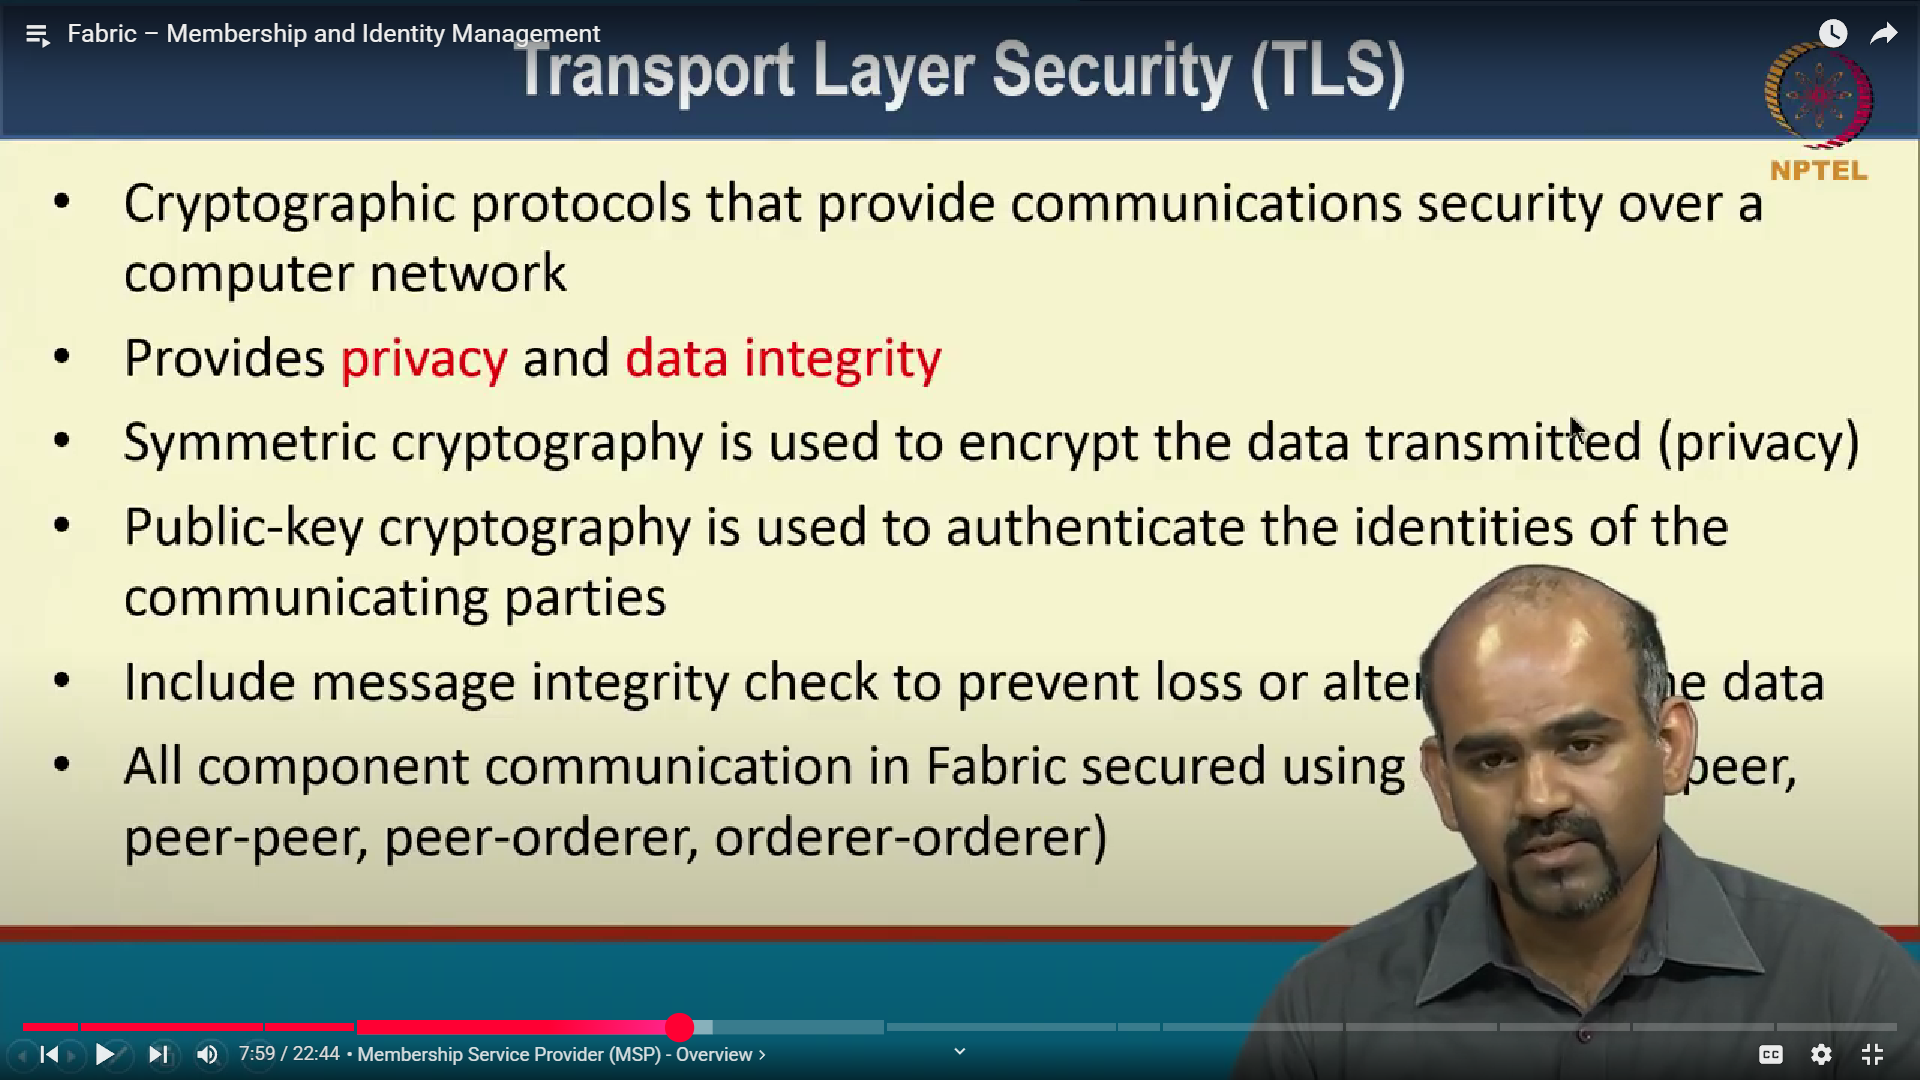 Fabric – Membership and Identity Management
Transport Layer Security (TLS)
NPTEL
• Cryptographic protocols that provide communications security over a
computer network
• Provides privacy and data integrity
• Symmetric cryptography is used to encrypt the data transmitted (privacy)
• Public-key cryptography is used to authenticate the identities of the
communicating parties
• Include message integrity check to prevent loss or data
• All component communication in Fabric secured using peer,
peer-peer, peer-orderer, orderer-orderer)
7:59 / 22:44 • Membership Service Provider (MSP) - Overview ›
CC